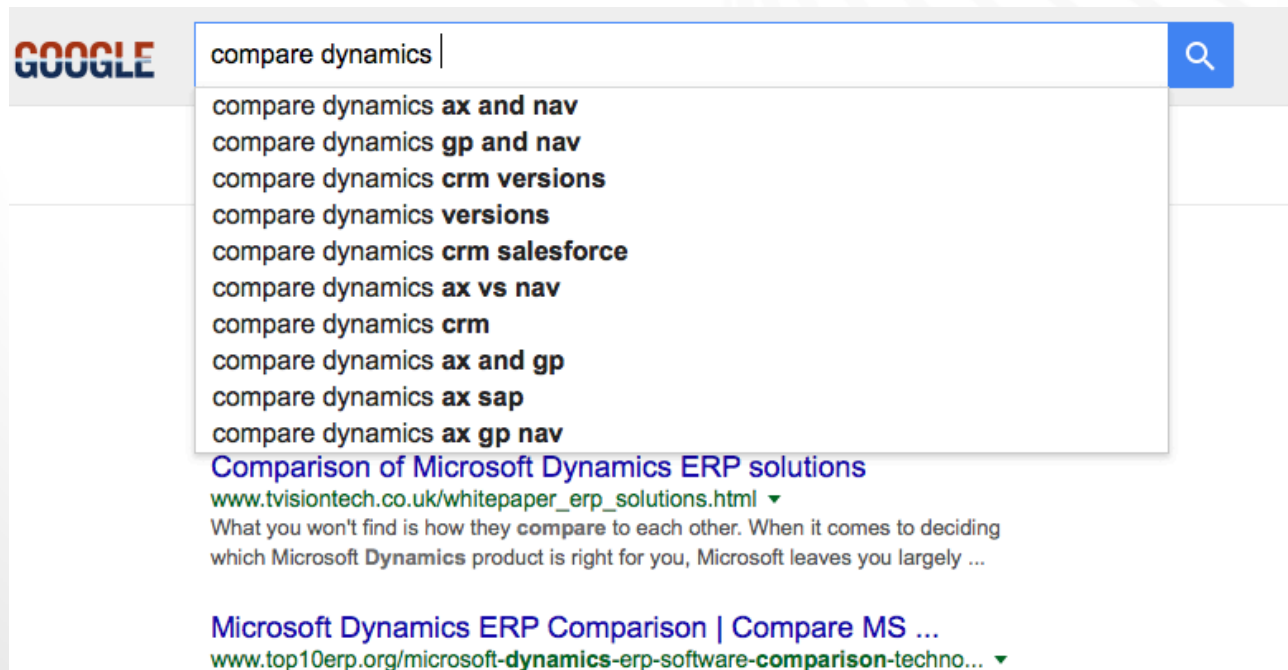 GOOGLE
compare dynamics
compare dynamics ax and nav
compare dynamics gp and nav
compare dynamics crm versions
compare dynamics versions
compare dynamics crm salesforce
compare dynamics ax vs nav
compare dynamics crm
compare dynamics ax and gp
compare dynamics ax sap
compare dynamics ax gp nav
Comparison of Microsoft Dynamics ERP solutions
www.tvisiontech.co.uk/whitepaper_erp_solutions.html
What you won't find is how they compare to each other. When it comes to deciding
which Microsoft Dynamics product is right for you, Microsoft leaves you largely ...
Microsoft Dynamics ERP Comparison | Compare MS ...
www.top10erp.org/microsoft-dynamics-erp-software-comparison-techno...